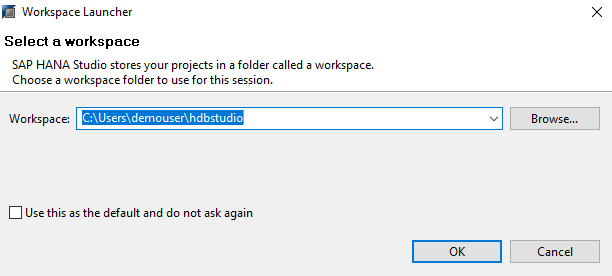 Workspace Launcher
Select a workspace
SAP HANA Studio stores your projects in a folder called a workspace.
Choose a workspace folder to use for this session.
Workspace: C:\Users\demouser\hdbstudio Browse...
Use this as the default and do not ask again
OK Cancel